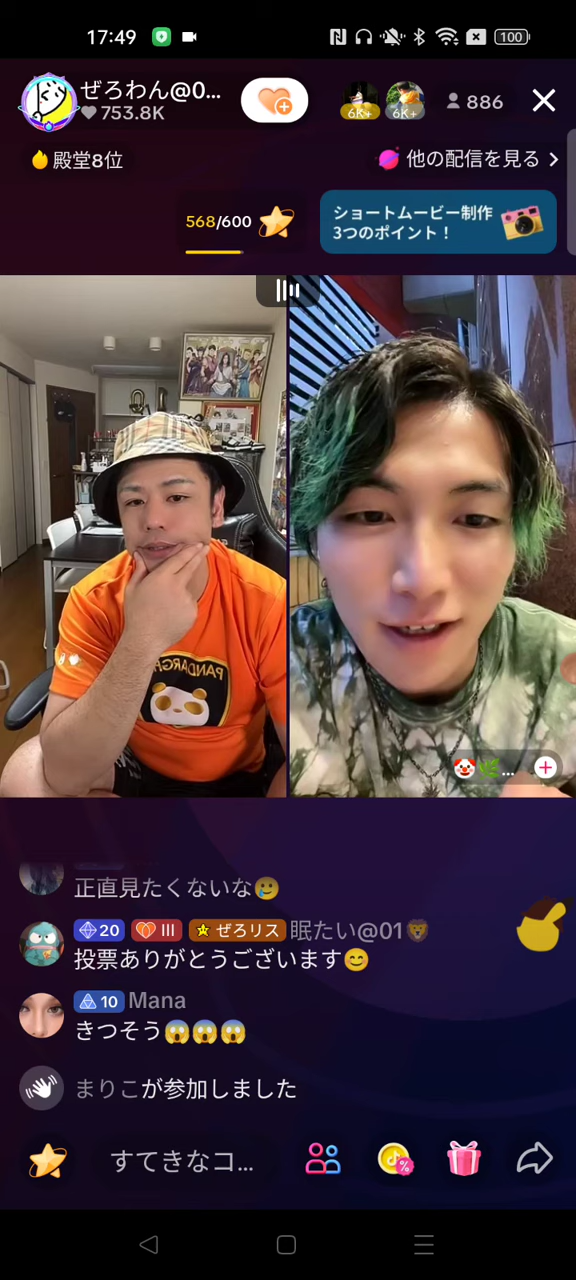 17:49
100
ぜろわん@0...
753.8K
6K+
6K+
886
殿堂8位
他の配信を見る
568/600
ショートムービー制作
3つのポイント！
PANDARGA
...
正直見たくないな🥲
20 III ぜろリス 眠たい@01🦁
投票ありがとうございます😊
10 Mana
きつそう😱😱😱
まりこが参加しました
すてきなコ...